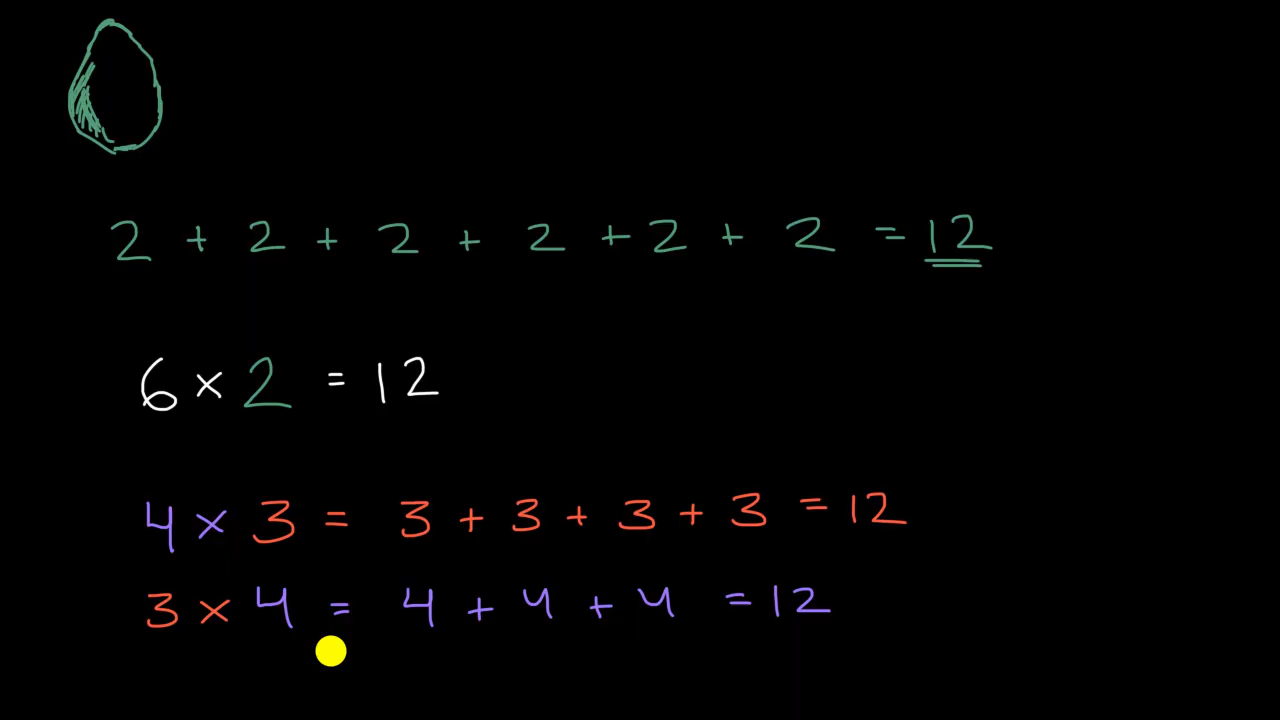 2 + 2 + 2 + 2 + 2 + 2 = 12
6 × 2 = 12
4 × 3 = 3 + 3 + 3 + 3 = 12
3 × 4 = 4 + 4 + 4 = 12